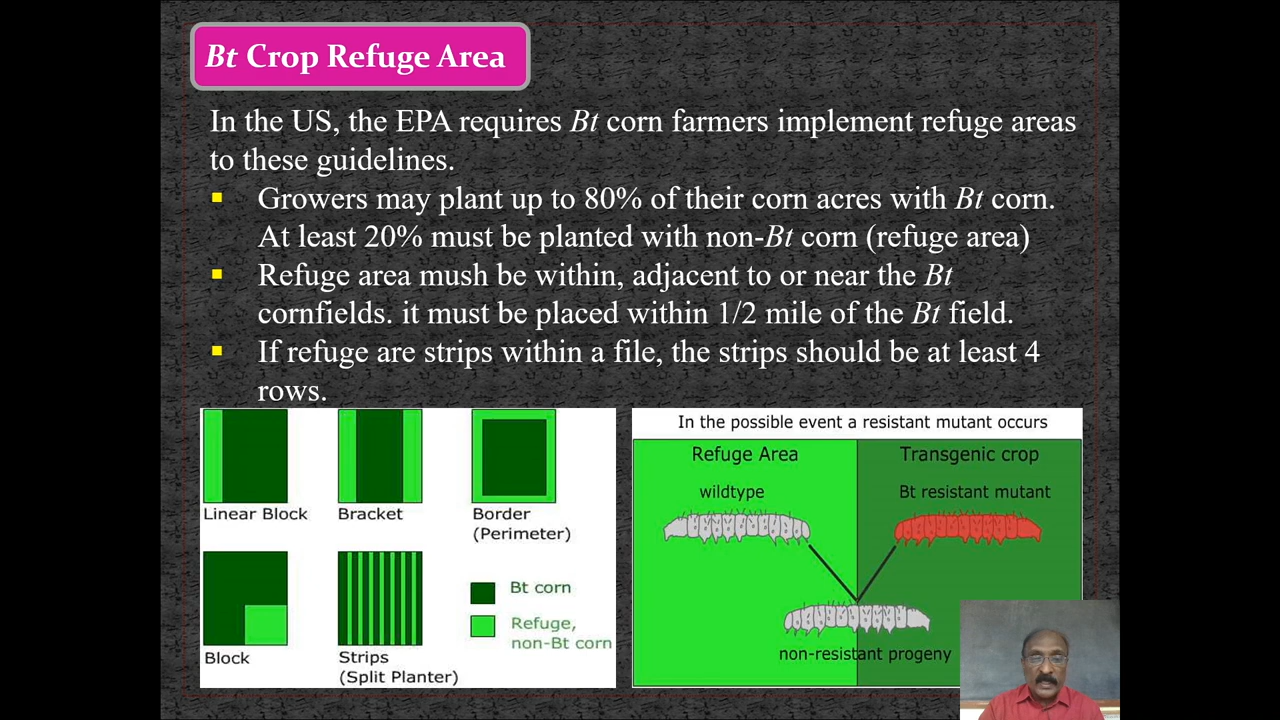 Bt Crop Refuge Area
In the US, the EPA requires Bt corn farmers implement refuge areas
to these guidelines.
Growers may plant up to 80% of their corn acres with Bt corn.
At least 20% must be planted with non-Bt corn (refuge area)
Refuge area mush be within, adjacent to or near the Bt
cornfields. it must be placed within 1/2 mile of the Bt field.
If refuge are strips within a file, the strips should be at least 4
rows.
Linear Block
Bracket
Border
(Perimeter)
Block
Strips
(Split Planter)
Bt corn
Refuge,
non-Bt corn
In the possible event a resistant mutant occurs
Refuge Area
Transgenic crop
wildtype
Bt resistant mutant
non-resistant progeny